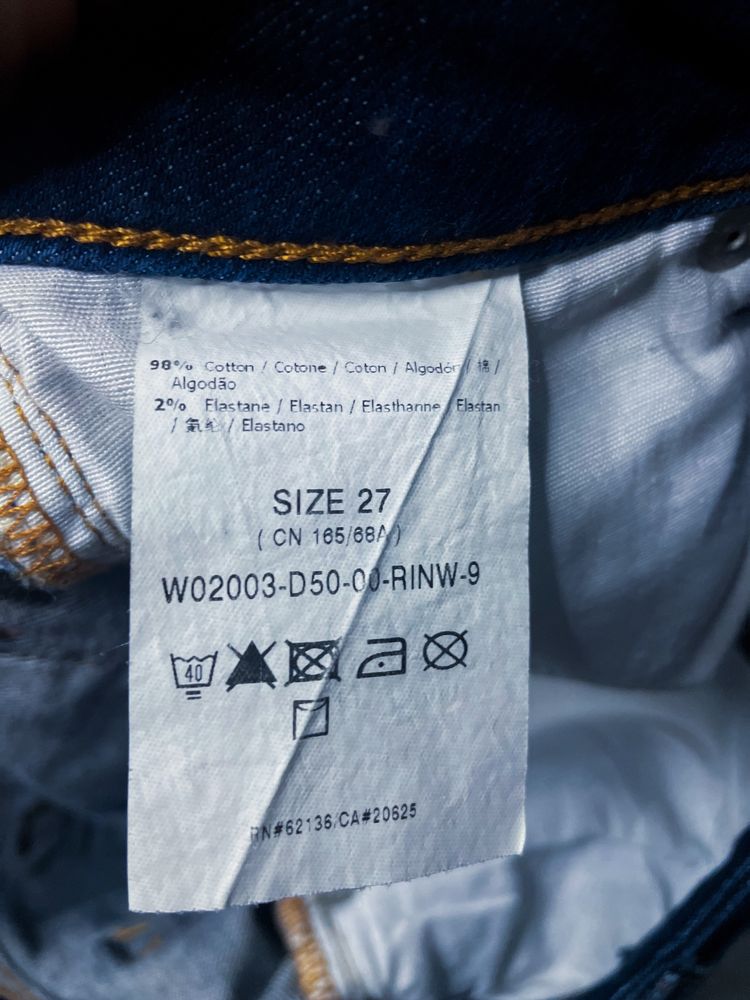 98% Cotton / Cotone / Coton / Algodón / 棉 /
Algodão
2% Elastane / Elastan / Elasthanne / Elastan
/ 氨纶 / Elastano
SIZE 27
( CN 165/68A )
W02003-D50-00-RINW-9
40
RN#62136/CA#20625